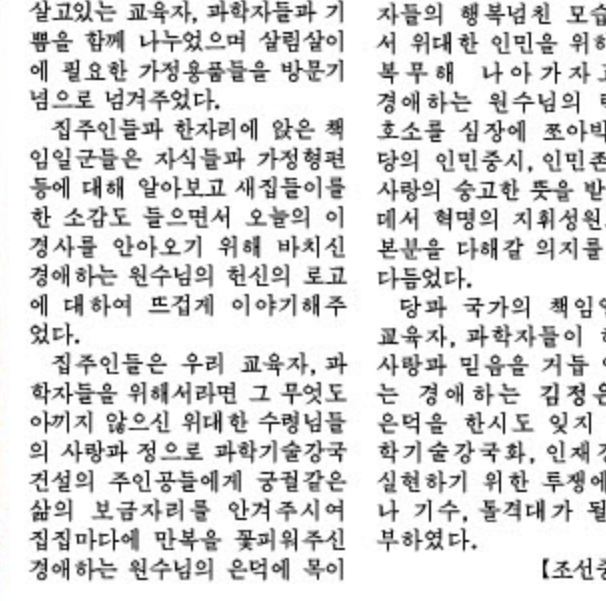 살고있는 교육자, 과학자들과 기
쁨을 함께 나누었으며 살림살이
에 필요한 가정용품들을 방문기
념으로 넘겨주었다.
집주인들과 한자리에 앉은 책
임일군들은 자식들과 가정형편
등에 대해 알아보고 새집들이를
한 소감도 들으면서 오늘의 이
경사를 안아오기 위해 바치신
경애하는 원수님의 헌신의 로고
에 대하여 뜨겁게 이야기해주
었다.
집주인들은 우리 교육자, 과
학자들을 위해서라면 그 무엇도
아끼지 않으신 위대한 수령님들
의 사랑과 정으로 과학기술강국
건설의 주인공들에게 궁궐같은
삶의 보금자리를 안겨주시여
집집마다에 만복을 꽃피워주신
경애하는 원수님의 은덕에 목이
자들의 행복넘친 모습
서 위대한 인민을 위해
복무해 나아가자고
경애하는 원수님의
호소를 심장에 쪼아박
당의 인민중시, 인민존
사랑의 숭고한 뜻을 받
데서 혁명의 지휘성원
본분을 다해갈 의지를
다듬었다.
당과 국가의 책임일
교육자, 과학자들이
사랑과 믿음을 거듭
는 경애하는 김정은
은덕을 한시도 잊지
학기술강국화, 인재강
실현하기 위한 투쟁에
나 기수, 돌격대가 될
부하였다.
【조선중